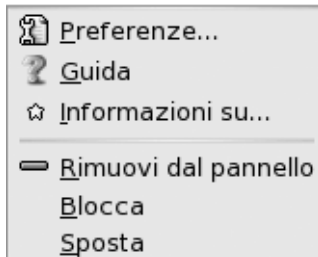 Preferenze...
Guida
Informazioni su...
Rimuovi dal pannello
Blocca
Sposta